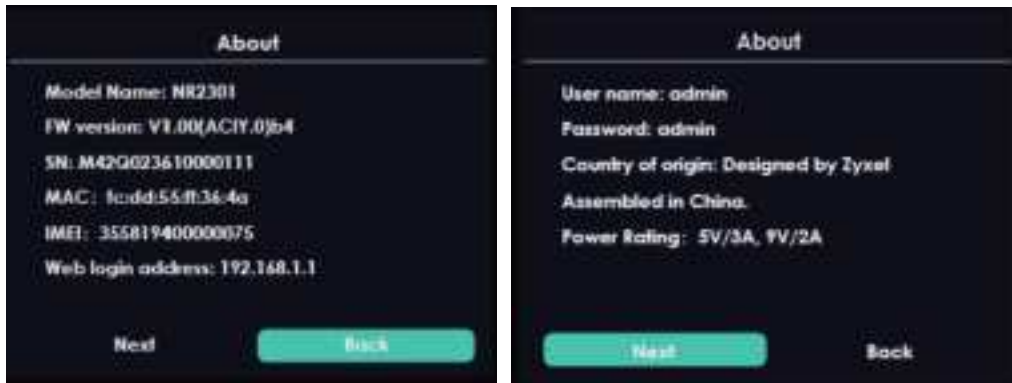 About
Model Name: NR2301
FW version: V1.00(ACIY.0)b4
SN: M42Q023610000111
MAC: fc:dd:55:ff:36:4a
IMEI: 355819400000075
Web login address: 192.168.1.1
Next Back
About
User name: admin
Password: admin
Country of origin: Designed by Zyxel
Assembled in China.
Power Rating: 5V/3A, 9V/2A
Next Back